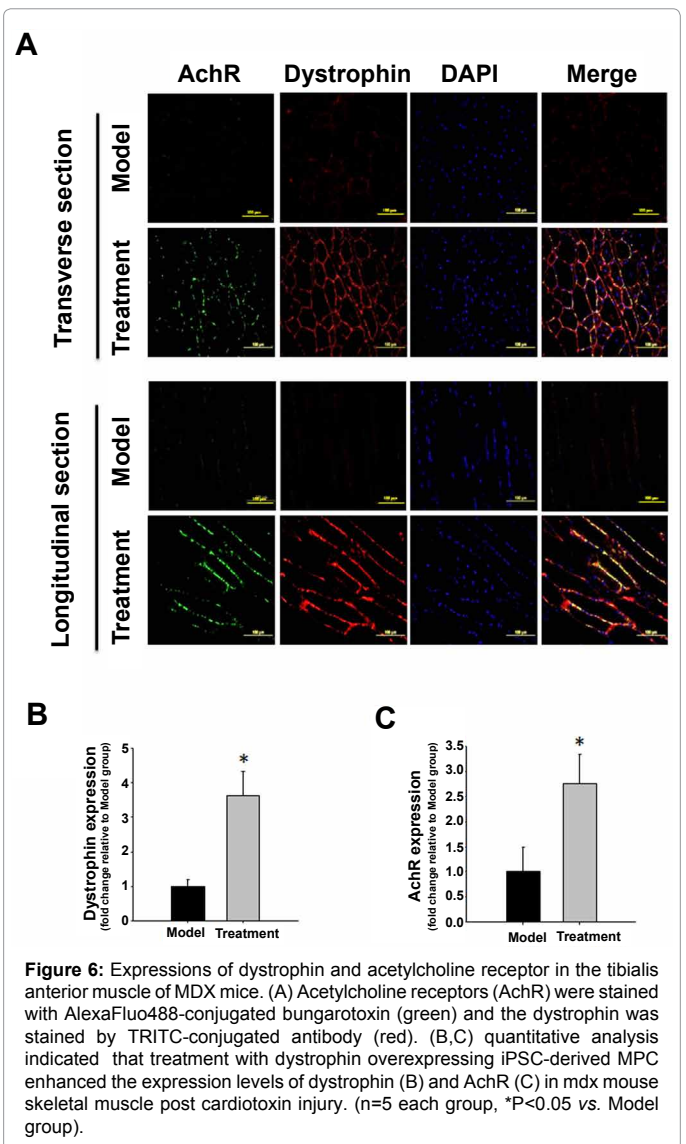 A
AchR Dystrophin DAPI Merge
Transverse section
Model
Treatment
Longitudinal section
Model
Treatment
B
Dystrophin expression
(fold change relative to Model group)
5
4
3
2
1
0
*
Model Treatment
C
AchR expression
(fold change relative to Model group)
3.5
3.0
2.5
2.0
1.5
1.0
0.5
0.0
*
Model Treatment
Figure 6: Expressions of dystrophin and acetylcholine receptor in the tibialis
anterior muscle of MDX mice. (A) Acetylcholine receptors (AchR) were stained
with AlexaFluo488-conjugated bungarotoxin (green) and the dystrophin was
stained by TRITC-conjugated antibody (red). (B,C) quantitative analysis
indicated that treatment with dystrophin overexpressing iPSC-derived MPC
enhanced the expression levels of dystrophin (B) and AchR (C) in mdx mouse
skeletal muscle post cardiotoxin injury. (n=5 each group, *P<0.05 vs. Model
group).